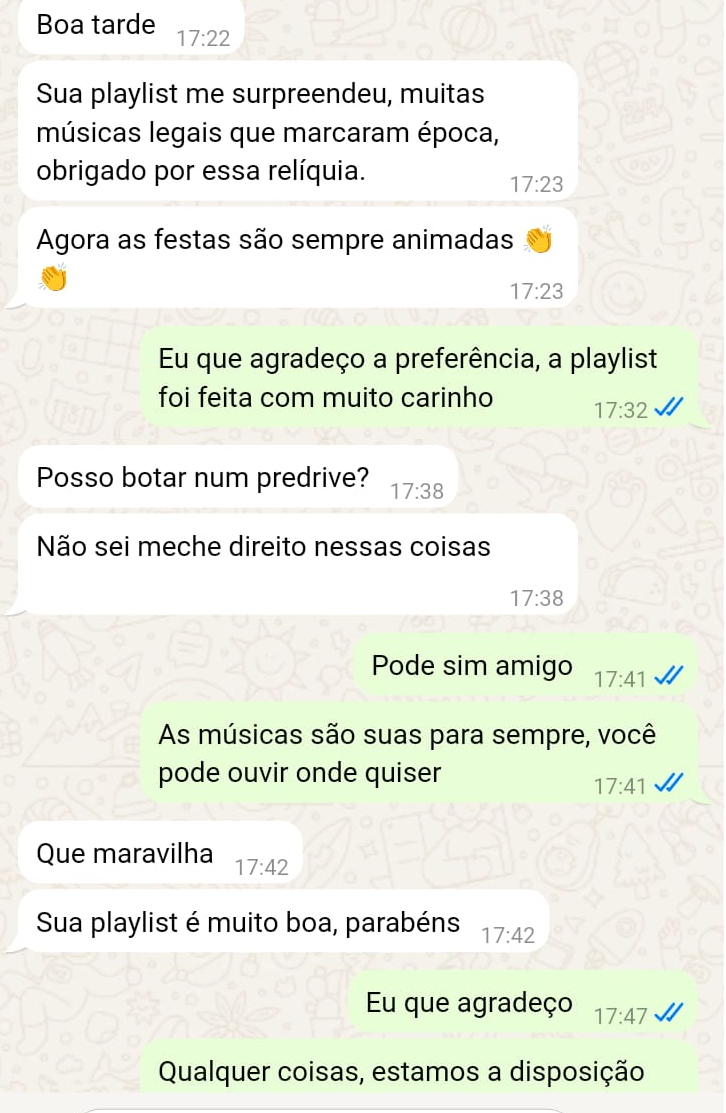 Boa tarde 17:22
Sua playlist me surpreendeu, muitas
músicas legais que marcaram época,
obrigado por essa relíquia. 17:23
Agora as festas são sempre animadas 👏
👏 17:23
Eu que agradeço a preferência, a playlist
foi feita com muito carinho 17:32
Posso botar num predrive? 17:38
Não sei meche direito nessas coisas
17:38
Pode sim amigo 17:41
As músicas são suas para sempre, você
pode ouvir onde quiser 17:41
Que maravilha 17:42
Sua playlist é muito boa, parabéns 17:42
Eu que agradeço 17:47
Qualquer coisas, estamos a disposição